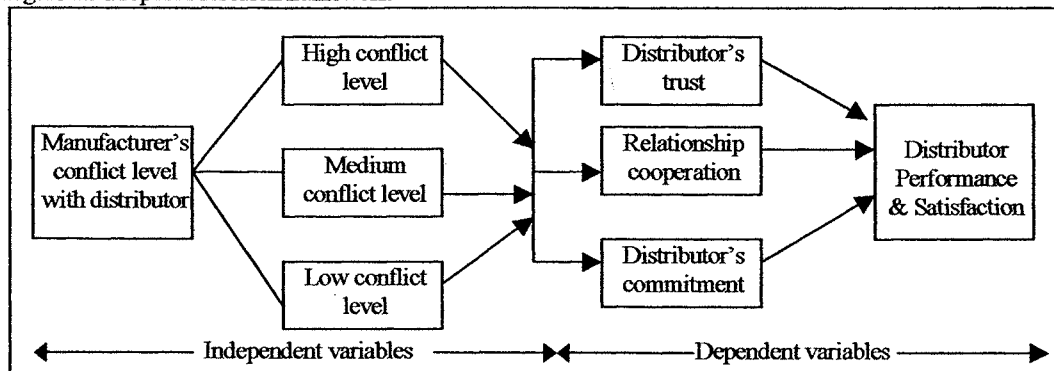 High conflict
level
Distributor's
trust
Manufacturer's
conflict level
with distributor
Medium
conflict level
Relationship
cooperation
Distributor
Performance
& Satisfaction
Low conflict
level
Distributor's
commitment
Independent variables
Dependent variables